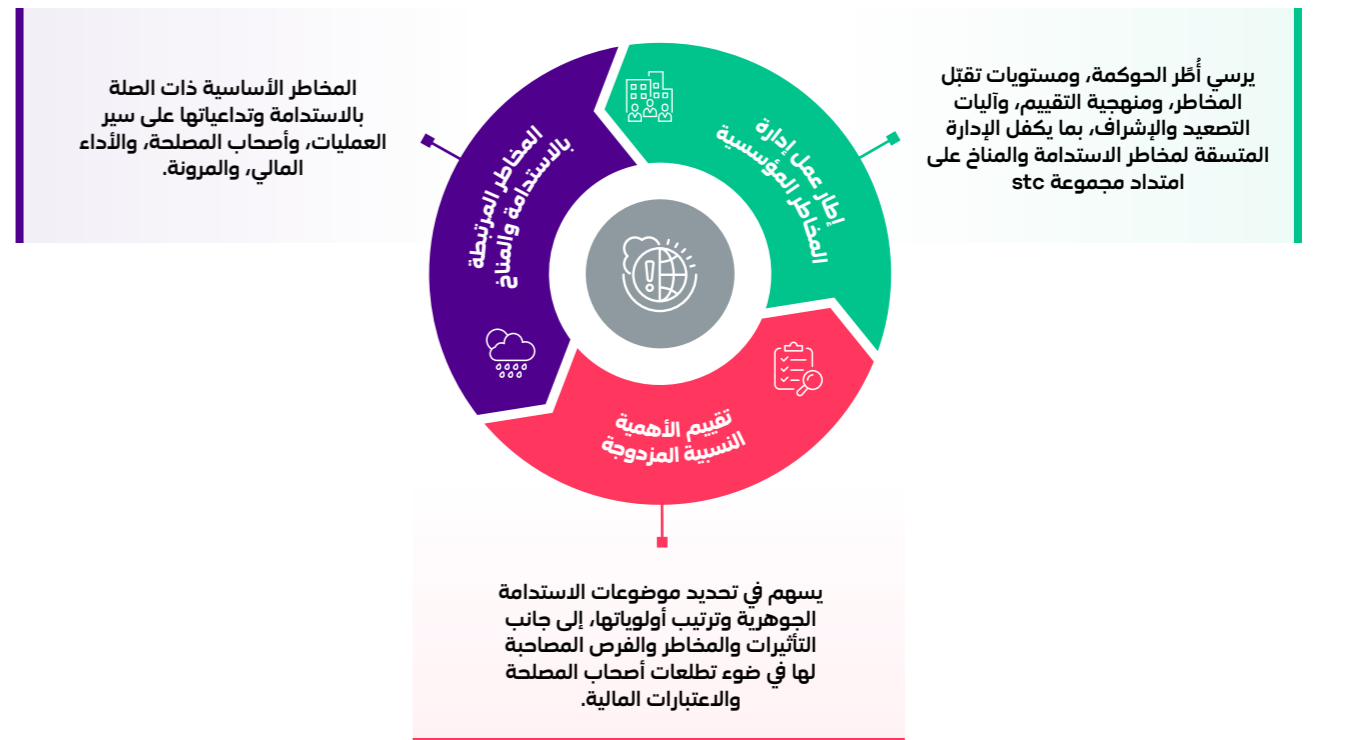 يرسي أُطُر الحوكمة، ومستويات تقبّل
المخاطر، ومنهجية التقييم، وآليات
التصعيد والإشراف، بما يكفل الإدارة
المتسقة لمخاطر الاستدامة والمناخ على
امتداد مجموعة stc
إطار عمل إدارة
المخاطر المؤسسية
المخاطر الأساسية ذات الصلة
بالاستدامة وتداعياتها على سير
العمليات، وأصحاب المصلحة، والأداء
المالي، والمرونة.
المخاطر المرتبطة
بالاستدامة والمناخ
تقييم الأهمية
النسبية المزدوجة
يسهم في تحديد موضوعات الاستدامة
الجوهرية وترتيب أولوياتها، إلى جانب
التأثيرات والمخاطر والفرص المصاحبة
لها في ضوء تطلعات أصحاب المصلحة
والاعتبارات المالية.